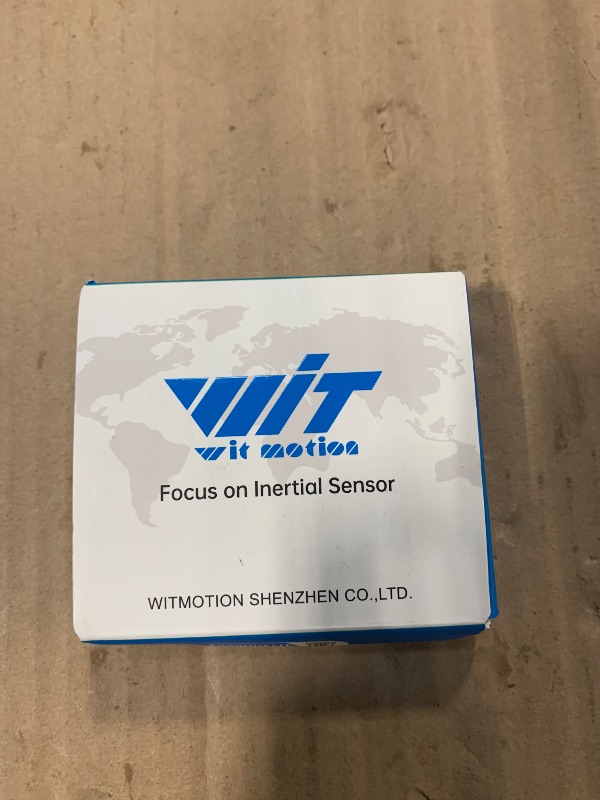 WiT
wit motion
Focus on Inertial Sensor
WITMOTION SHENZHEN CO.,LTD.